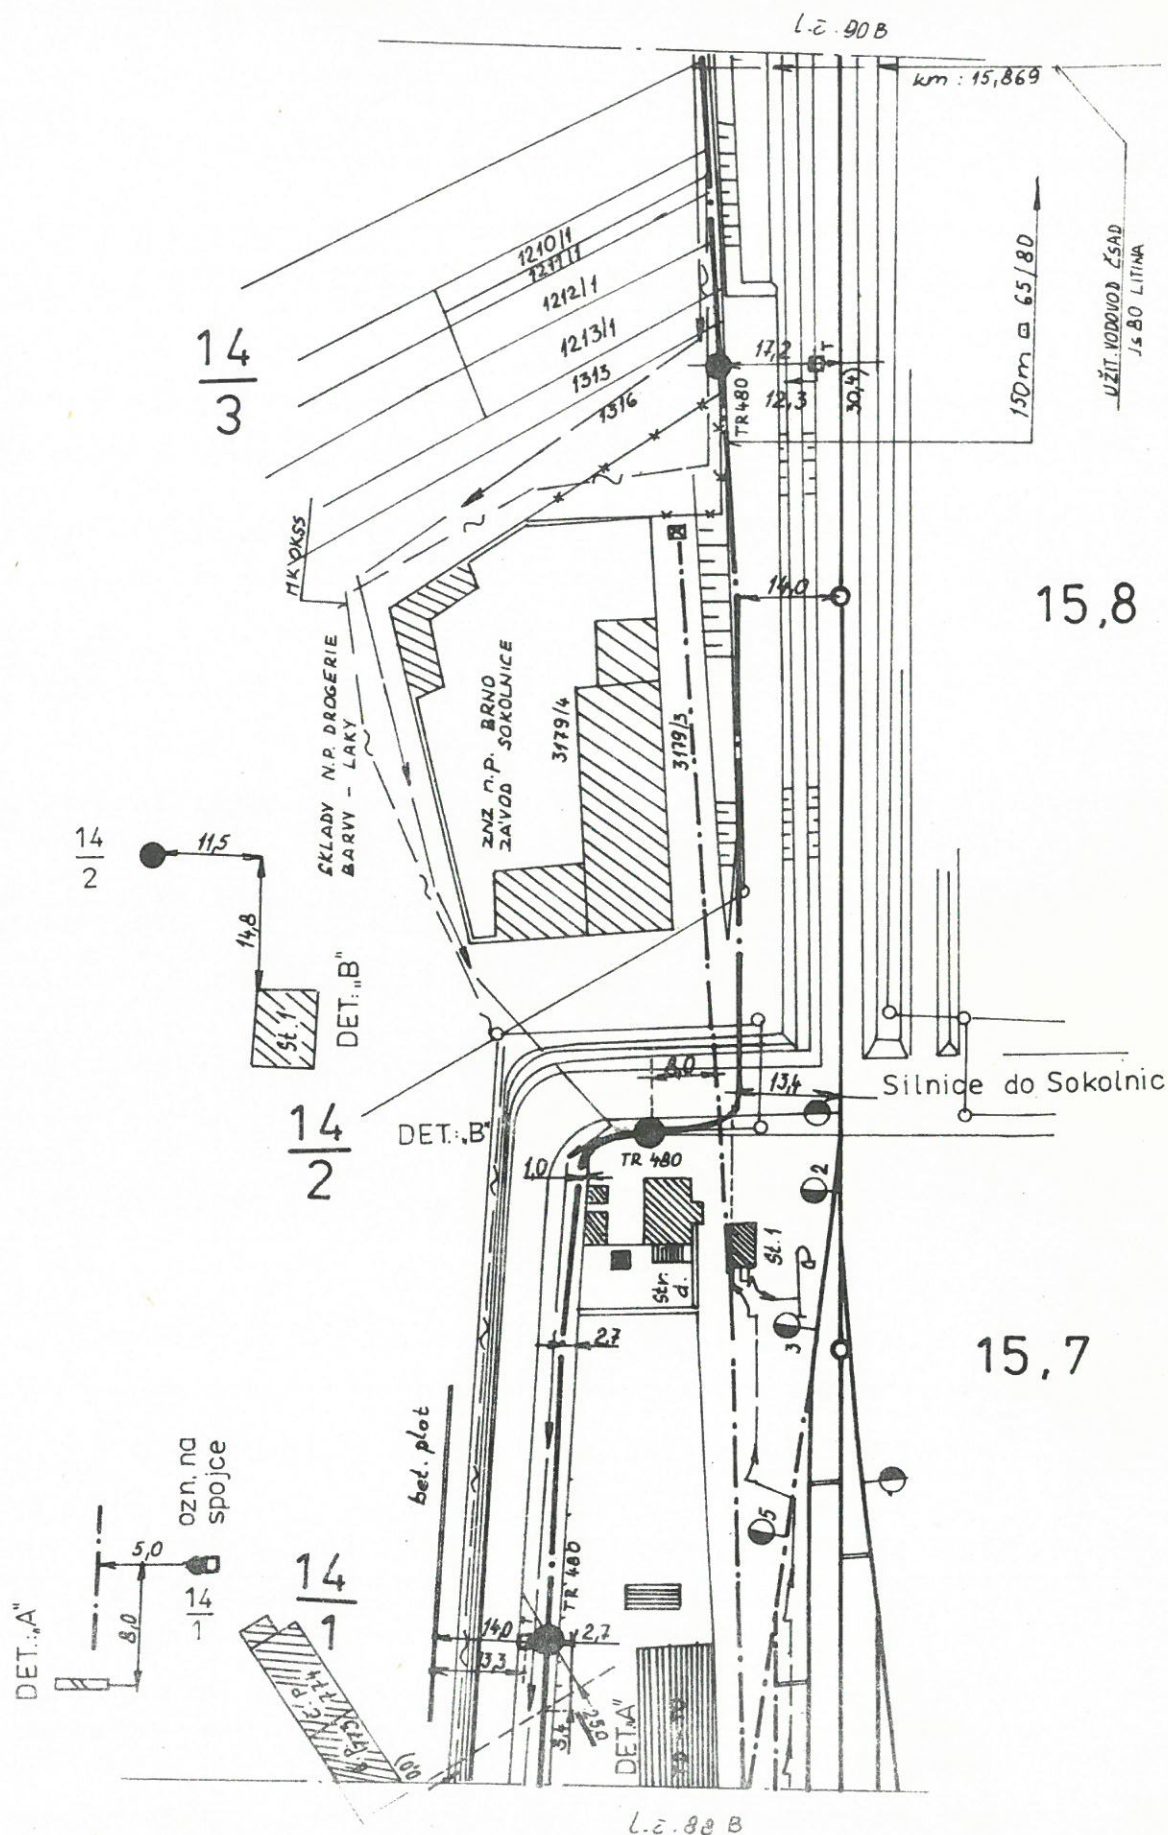 l.č. 90 B
km : 15,869
UŽIT. VODOVOD ČSAD
Js 80 LITINA
150m 65/80
1210/1
1211/1
1212/1
1213/1
1313
1316
14
3
17,2
T
12,3
30,4)
TR 480
MK OKSS
14,0
15,8
SKLADY N.P. DROGERIE
BARVY - LAKY
ZNZ n.p. BRNO
ZÁVOD SOKOLNICE
3179/4
3179/3
14
2
11,5
14,8
St. 1
DET.: „B"
8,0
13,4
Silnice do Sokolnic
14
2
DET.: „B"
TR 480
1,0
2
str.
d.
St. 1
3
2,7
15,7
bet. plot
ozn. na
spojce
5,0
14
1
8,0
DET.: „A"
14
1
5
TR 480
14,0
2,7
13,3
3,4
DET.: „A"
l.č. 88 B